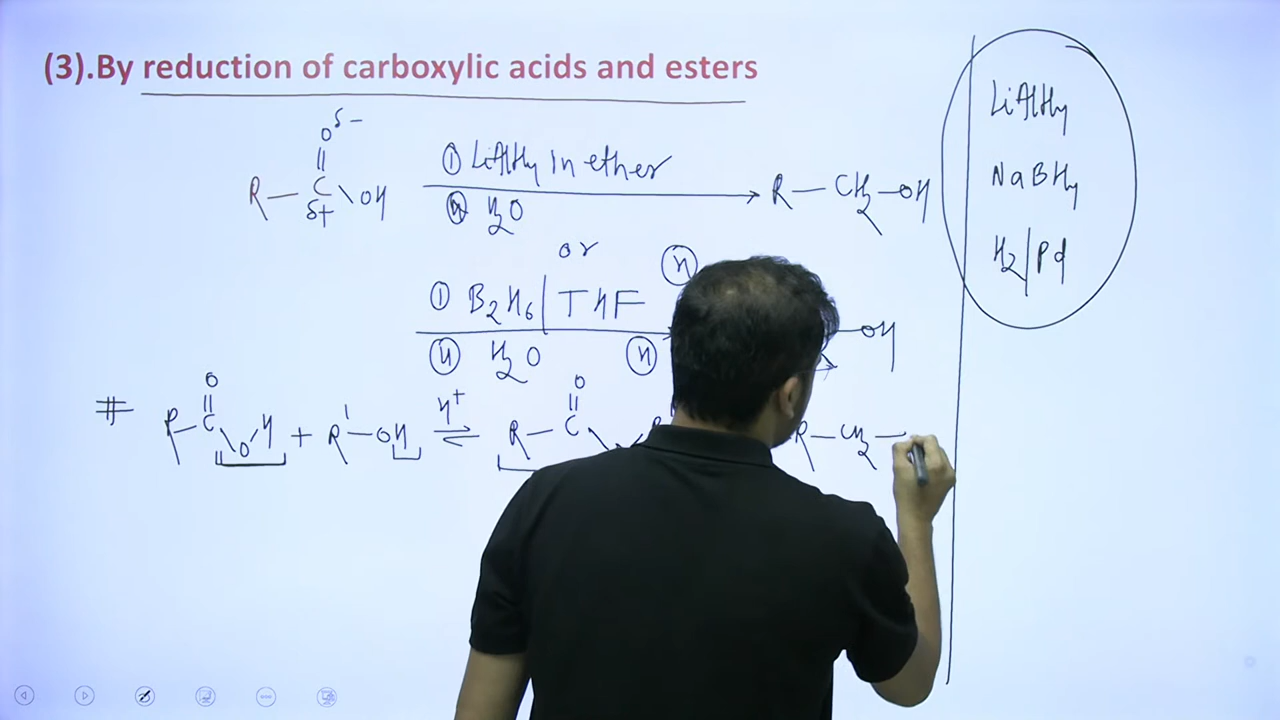 (3).By reduction of carboxylic acids and esters
O δ-
||
R — C \ OH
δ+
① LiAlH4 in ether
② H2O
R — CH2 — OH
or
① B2H6 | THF
② H2O
H
H
OH
# R — C \ O H + R' — OH ⇌ R — C
O
||
H+
O
||
R — CH2 —
LiAlH4
NaBH4
H2 | Pd